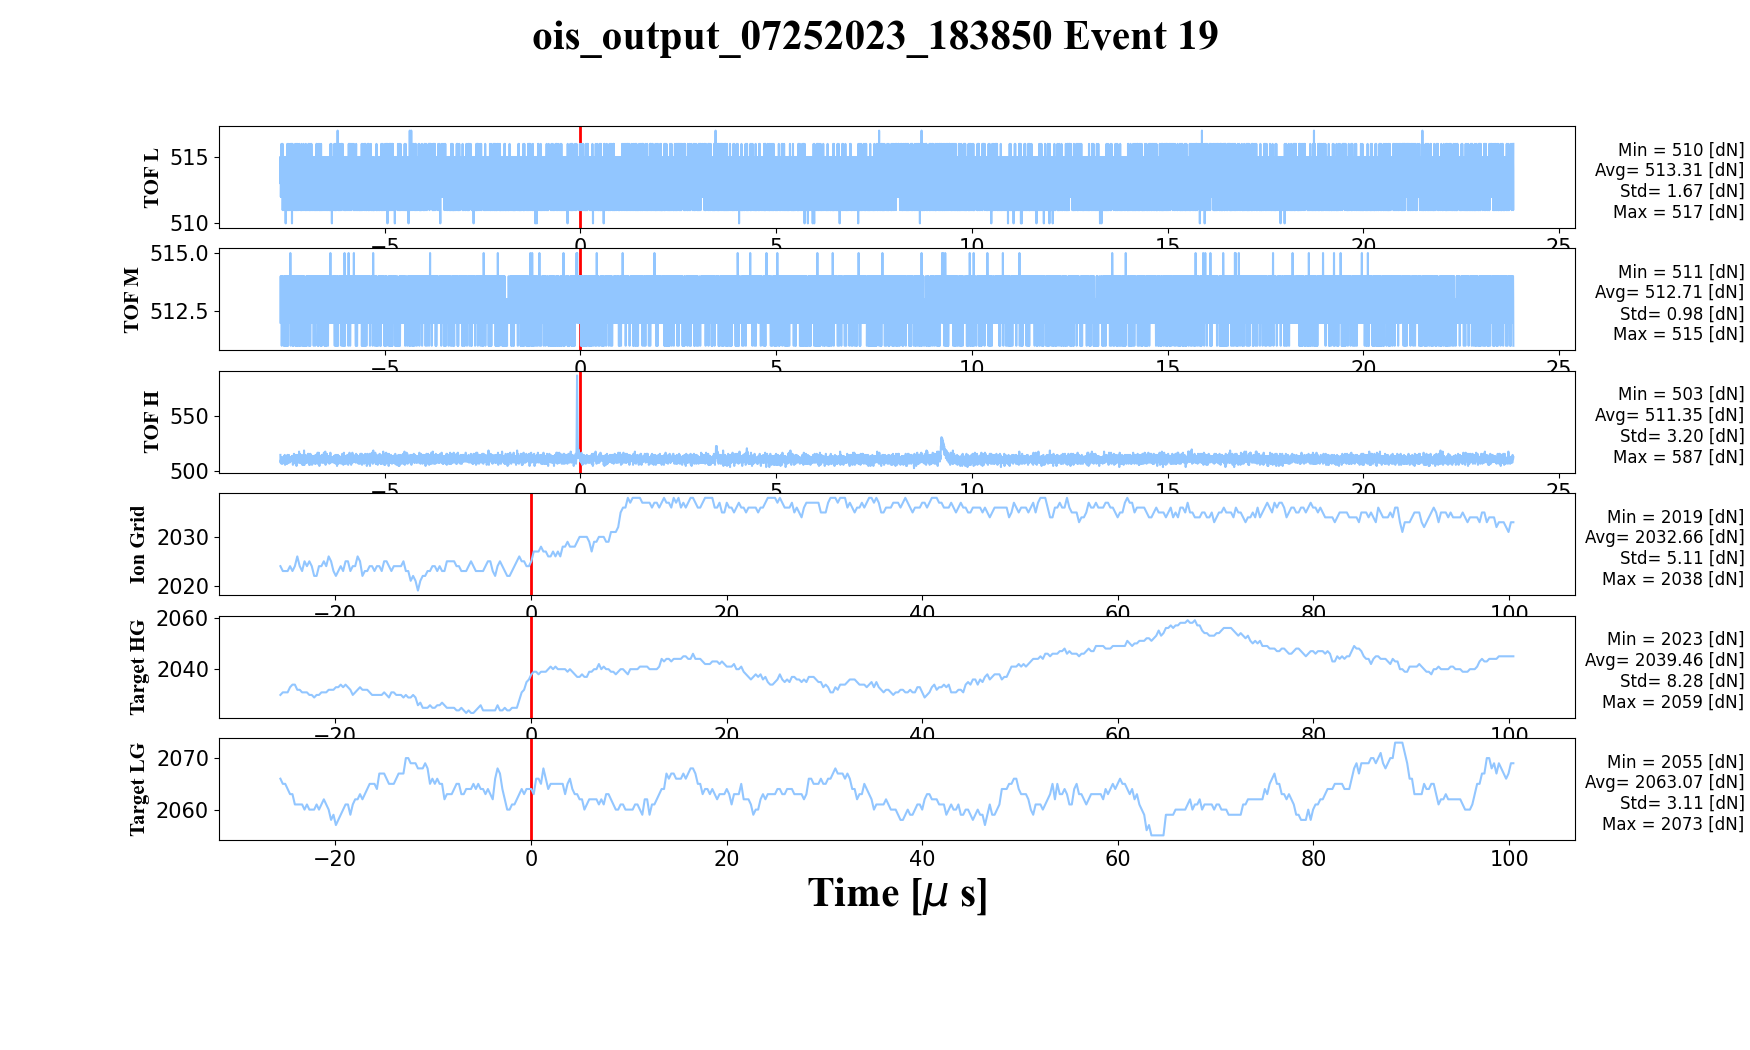 ois_output_07252023_183850 Event 19
TOF L
515
510
Min = 510 [dN]
Avg= 513.31 [dN]
Std= 1.67 [dN]
Max = 517 [dN]
−5 0 5 10 15 20 25
TOF M
515.0
512.5
Min = 511 [dN]
Avg= 512.71 [dN]
Std= 0.98 [dN]
Max = 515 [dN]
−5 0 5 10 15 20 25
TOF H
550
500
Min = 503 [dN]
Avg= 511.35 [dN]
Std= 3.20 [dN]
Max = 587 [dN]
−5 0 5 10 15 20 25
Ion Grid
2030
2020
Min = 2019 [dN]
Avg= 2032.66 [dN]
Std= 5.11 [dN]
Max = 2038 [dN]
−20 0 20 40 60 80 100
Target HG
2060
2040
Min = 2023 [dN]
Avg= 2039.46 [dN]
Std= 8.28 [dN]
Max = 2059 [dN]
−20 0 20 40 60 80 100
Target LG
2070
2060
Min = 2055 [dN]
Avg= 2063.07 [dN]
Std= 3.11 [dN]
Max = 2073 [dN]
−20 0 20 40 60 80 100
Time [μ s]